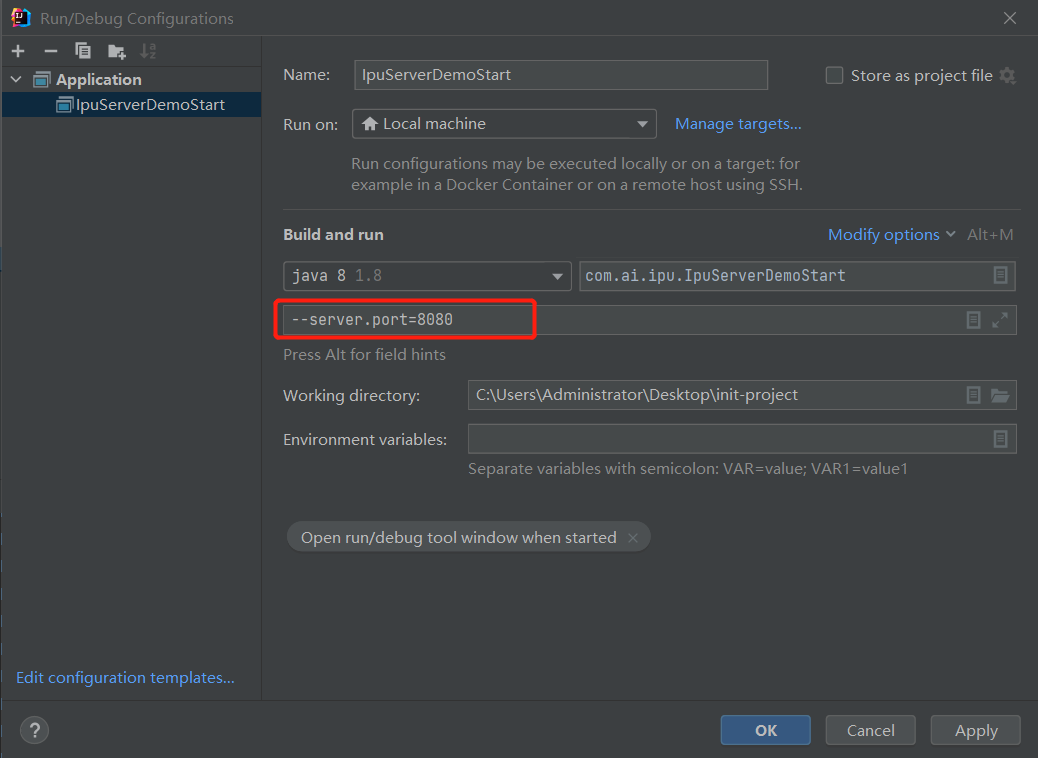 Run/Debug Configurations
Application
IpuServerDemoStart
Name: IpuServerDemoStart Store as project file
Run on: Local machine Manage targets...
Run configurations may be executed locally or on a target: for
example in a Docker Container or on a remote host using SSH.
Build and run Modify options Alt+M
java 8 1.8 com.ai.ipu.IpuServerDemoStart
--server.port=8080
Press Alt for field hints
Working directory: C:\Users\Administrator\Desktop\init-project
Environment variables:
Separate variables with semicolon: VAR=value; VAR1=value1
Open run/debug tool window when started ×
Edit configuration templates...
? OK Cancel Apply